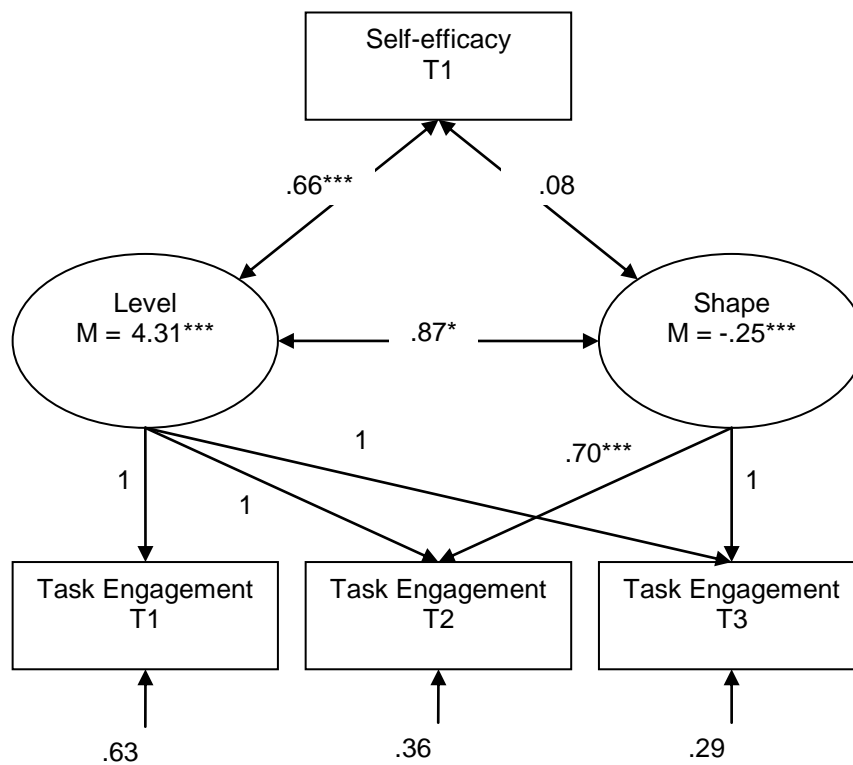 Self-efficacy
T1
.66***
.08
Level
M = 4.31***
.87*
Shape
M = -.25***
1
1
1
.70***
1
Task Engagement
T1
Task Engagement
T2
Task Engagement
T3
.63
.36
.29